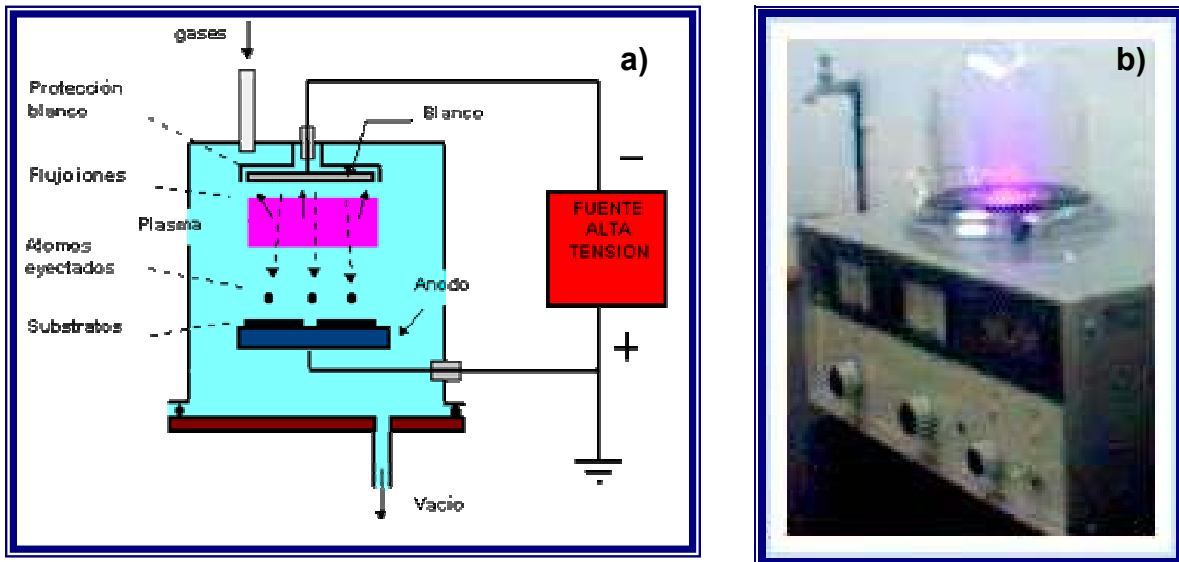 gases
a)
Protección
blanco
Blanco
Flujo iones
Plasma
Atomos
eyectados
Anodo
Substratos
Vacio
−
FUENTE
ALTA
TENSION
+
b)